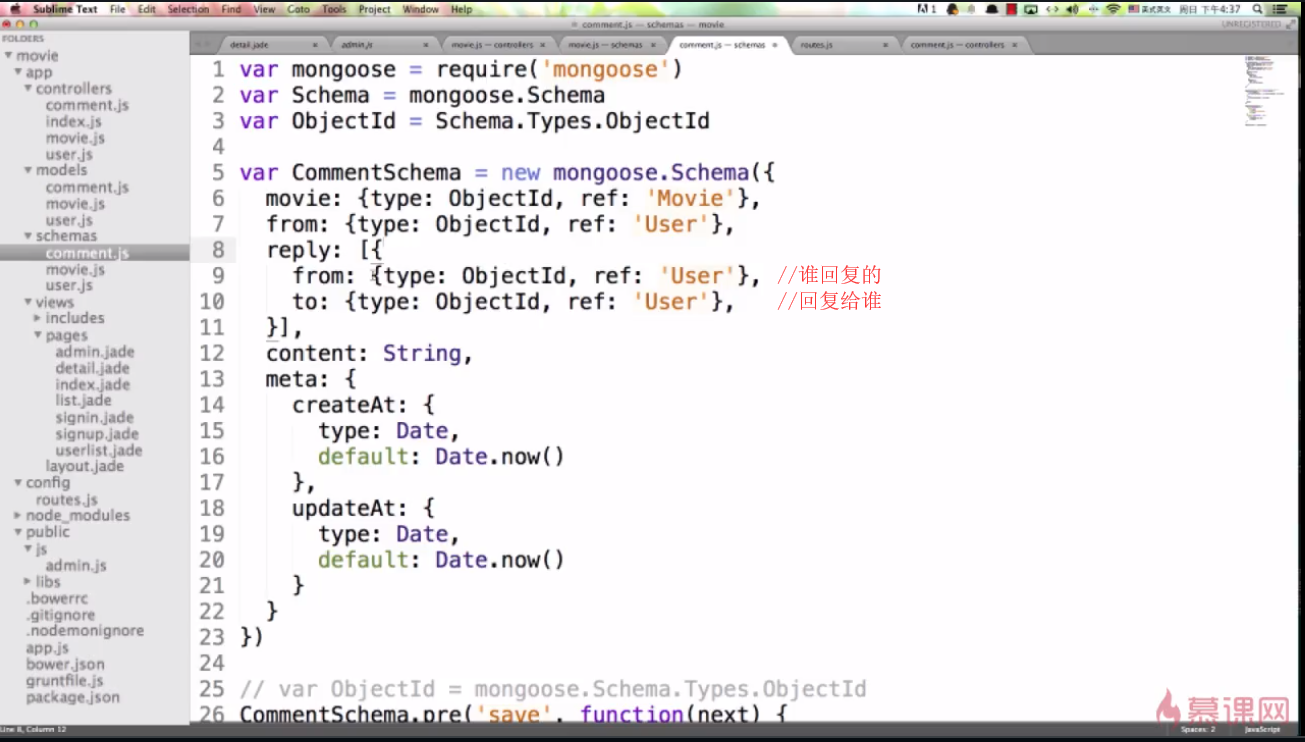 Sublime Text File Edit Selection Find View Goto Tools Project Window Help 1 英式英文 周日 下午4:37
comment.js — schemas — movie UNREGISTERED
detail.jade admin.js movie.js — controllers movie.js — schemas comment.js — schemas routes.js comment.js — controllers
FOLDERS
movie
app
controllers
comment.js
index.js
movie.js
user.js
models
comment.js
movie.js
user.js
schemas
comment.js
movie.js
user.js
views
includes
pages
admin.jade
detail.jade
index.jade
list.jade
signin.jade
signup.jade
userlist.jade
layout.jade
config
routes.js
node_modules
public
js
admin.js
libs
.bowerrc
.gitignore
.nodemonignore
app.js
bower.json
gruntfile.js
package.json
1 var mongoose = require('mongoose')
2 var Schema = mongoose.Schema
3 var ObjectId = Schema.Types.ObjectId
4
5 var CommentSchema = new mongoose.Schema({
6 movie: {type: ObjectId, ref: 'Movie'},
7 from: {type: ObjectId, ref: 'User'},
8 reply: [{
9 from: {type: ObjectId, ref: 'User'}, //谁回复的
10 to: {type: ObjectId, ref: 'User'}, //回复给谁
11 }],
12 content: String,
13 meta: {
14 createAt: {
15 type: Date,
16 default: Date.now()
17 },
18 updateAt: {
19 type: Date,
20 default: Date.now()
21 }
22 }
23 })
24
25 // var ObjectId = mongoose.Schema.Types.ObjectId
26 CommentSchema.pre('save', function(next) {
慕课网
Line 8, Column 12 Spaces: 2 JavaScript